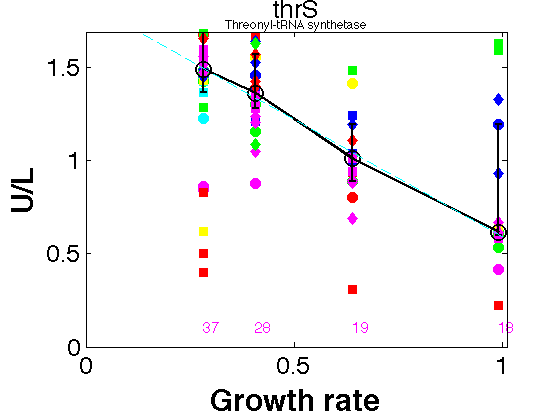 thrS
Threonyl-tRNA synthetase
1.5
1
0.5
0
U/L
37 28 19 18
0 0.5 1
Growth rate